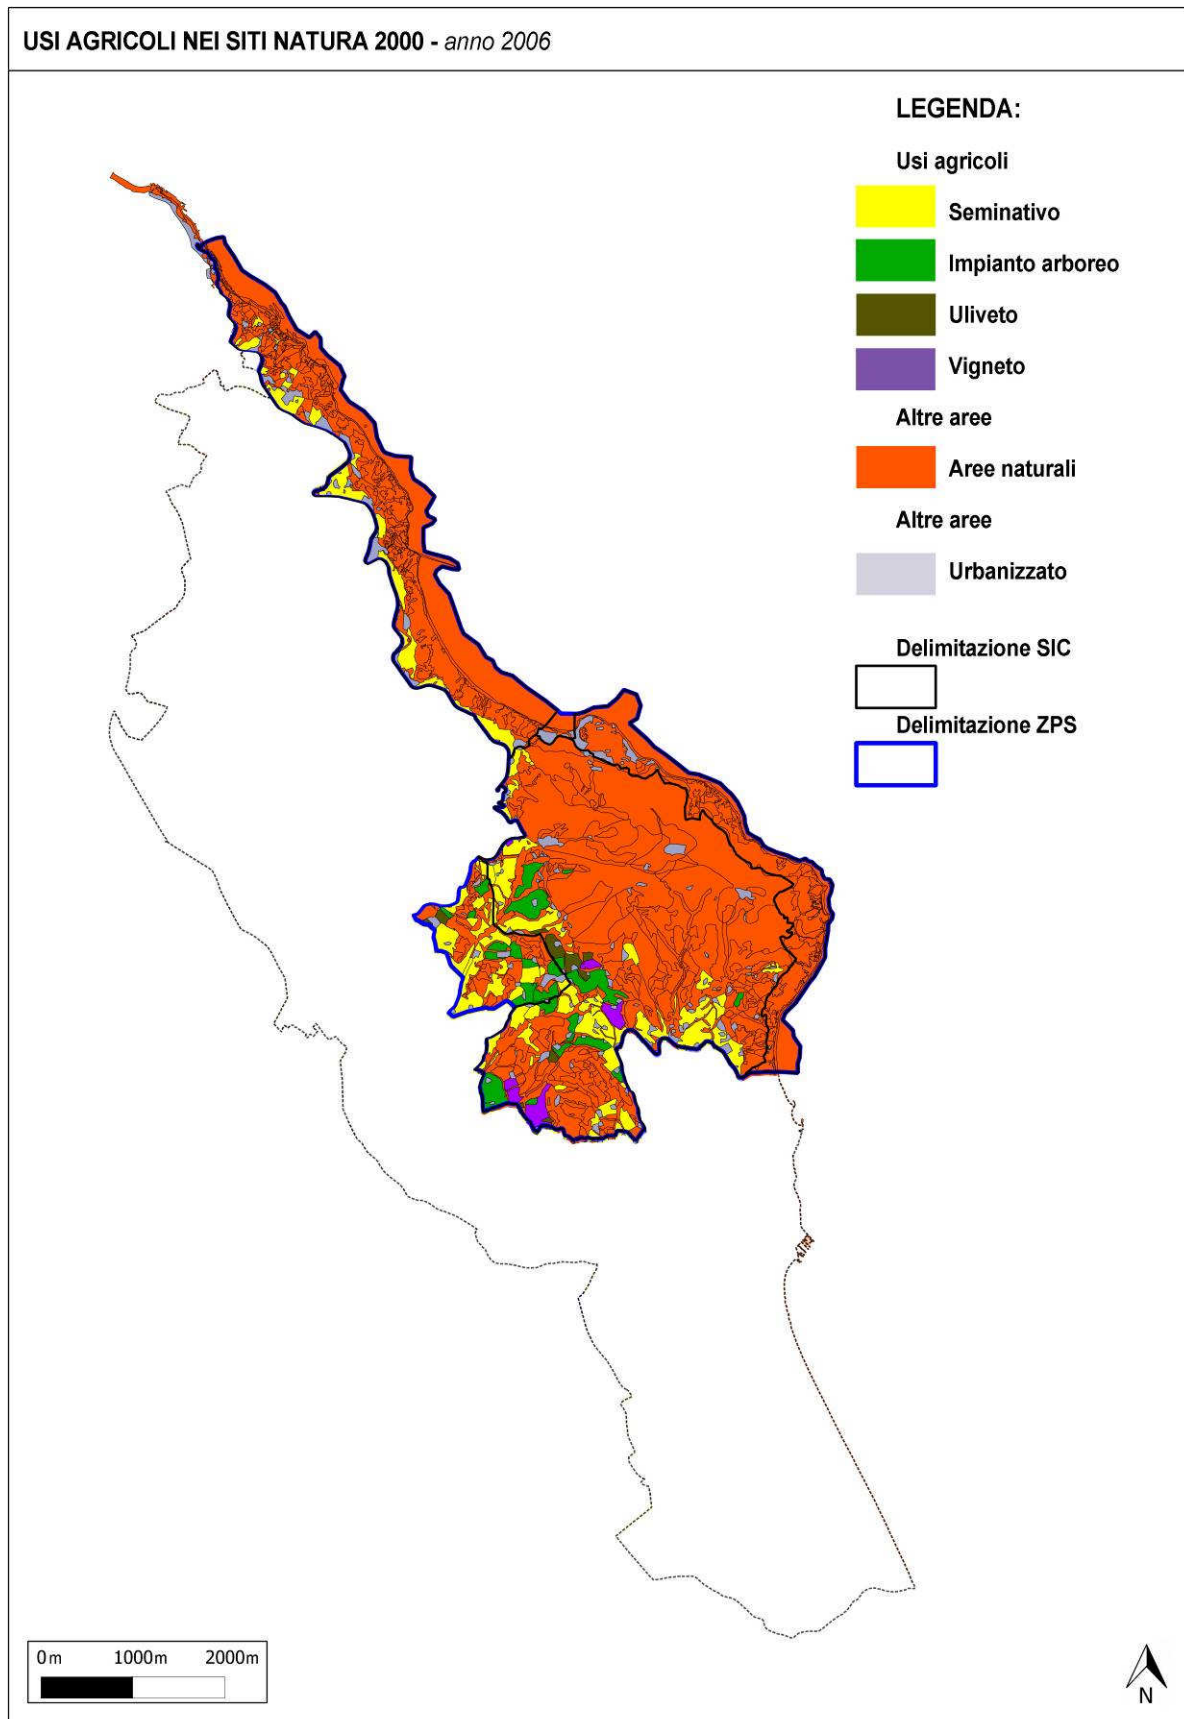 USI AGRICOLI NEI SITI NATURA 2000 - anno 2006
LEGENDA:
Usi agricoli
Seminativo
Impianto arboreo
Uliveto
Vigneto
Altre aree
Aree naturali
Altre aree
Urbanizzato
Delimitazione SIC
Delimitazione ZPS
0m 1000m 2000m
N